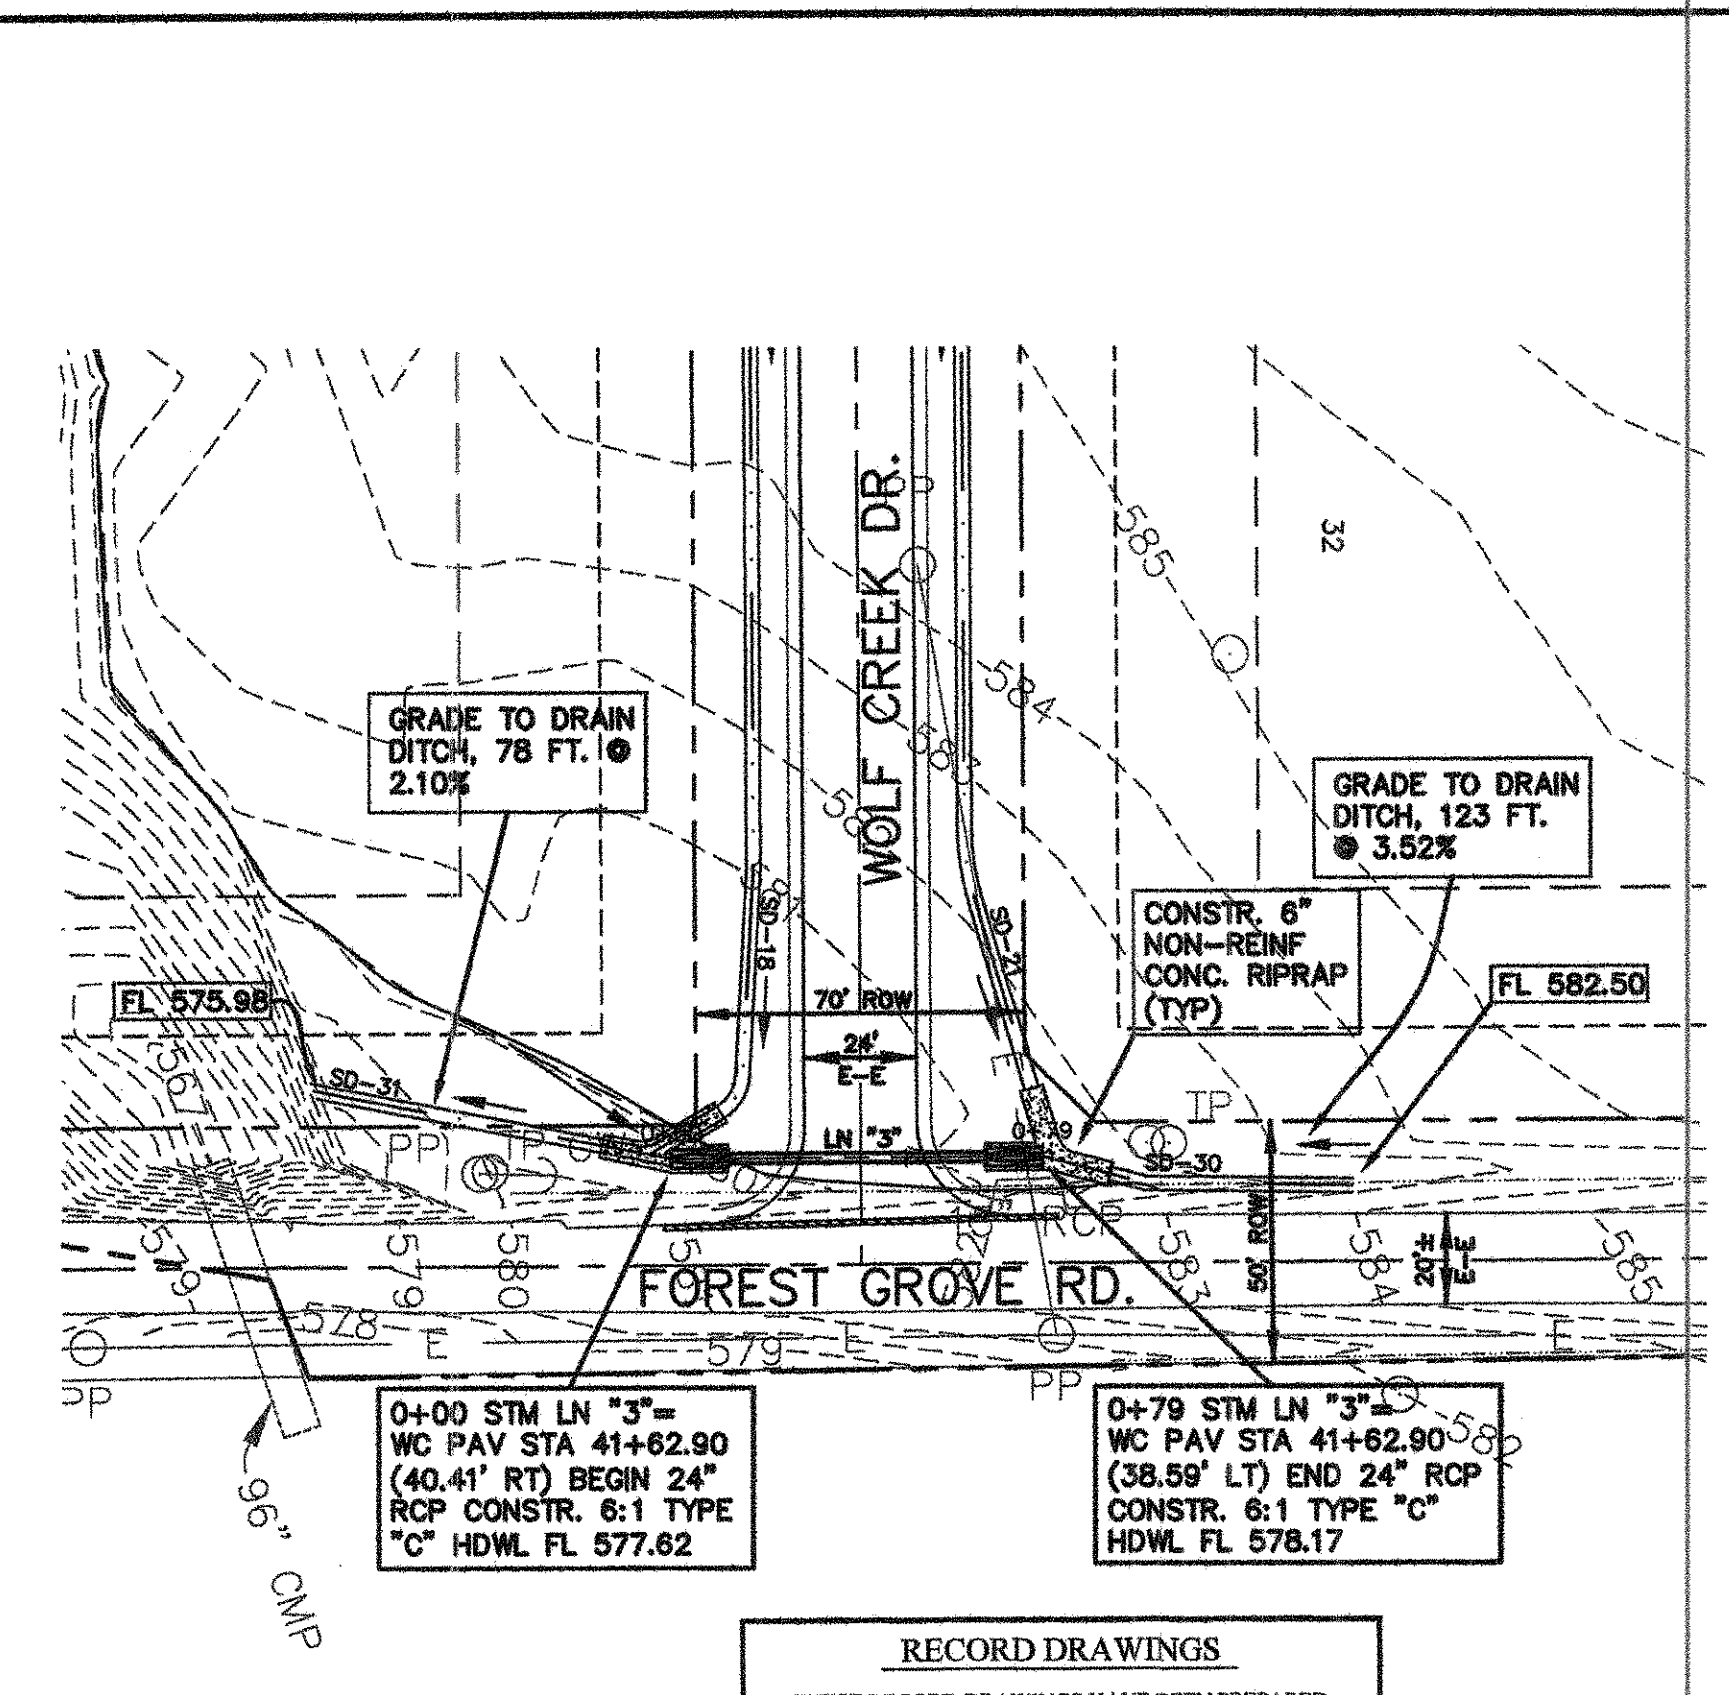 WOLF CREEK DR.
585
32
584
GRADE TO DRAIN
DITCH, 78 FT. @
2.10%
GRADE TO DRAIN
DITCH, 123 FT.
@ 3.52%
CONSTR. 6"
NON-REINF
CONC. RIPRAP
(TYP)
SD-18
SD-21
FL 575.98
FL 582.50
70' ROW
24'
E-E
E
567
SD-31
PP
TP
TP
LN "3"
SD-30
50' ROW
20'±
E-E
RCP
579
580
583
584
585
FOREST GROVE RD.
578
E
579
E
E
PP
PP
582
0+00 STM LN "3"=
WC PAV STA 41+62.90
(40.41' RT) BEGIN 24"
RCP CONSTR. 6:1 TYPE
"C" HDWL FL 577.62
0+79 STM LN "3"=
WC PAV STA 41+62.90
(38.59' LT) END 24" RCP
CONSTR. 6:1 TYPE "C"
HDWL FL 578.17
96" CMP
RECORD DRAWINGS